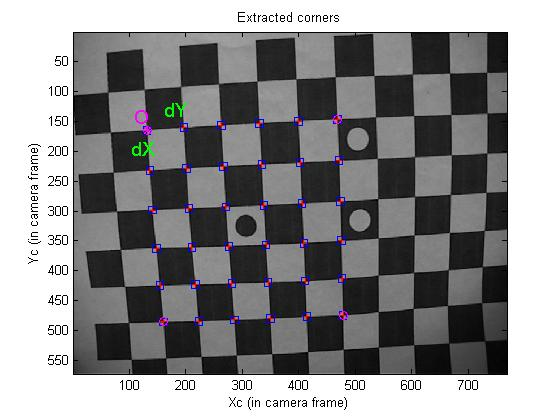 Extracted corners
50
100
150
200
250
300
350
400
450
500
550
Yc (in camera frame)
O
dY
dX
100 200 300 400 500 600 700
Xc (in camera frame)